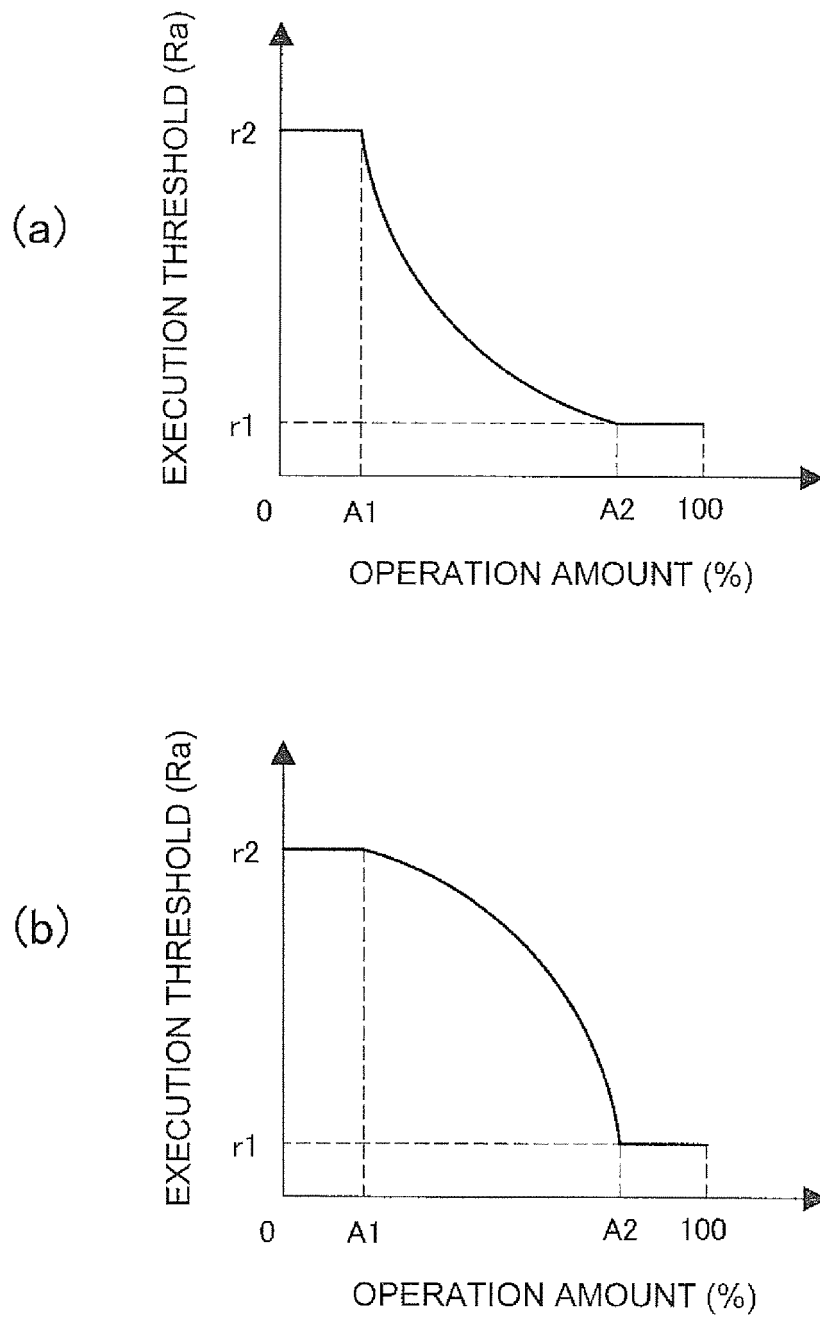 (a)
EXECUTION THRESHOLD (Ra)
r2
r1
0 A1 A2 100
OPERATION AMOUNT (%)
(b)
EXECUTION THRESHOLD (Ra)
r2
r1
0 A1 A2 100
OPERATION AMOUNT (%)